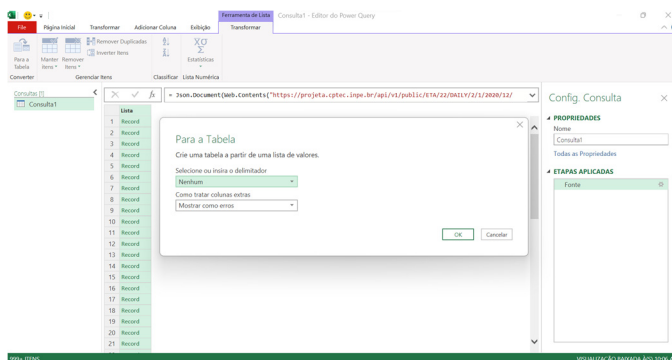 Ferramenta de Lista Consulta1 - Editor do Power Query
File Página Inicial Transformar Adicionar Coluna Exibição Transformar
Para a Tabela
Manter Itens
Remover Itens
Remover Duplicadas
Inverter Itens
Estatísticas
Converter Gerenciar Itens Classificar Lista Numérica
Consultas [1]
Consulta1
fx = Json.Document(Web.Contents("https://projeta.cptec.inpe.br/api/v1/public/ETA/22/DAILY/2/1/2020/12/
Lista
1 Record
2 Record
3 Record
4 Record
5 Record
6 Record
7 Record
8 Record
9 Record
10 Record
11 Record
12 Record
13 Record
14 Record
15 Record
16 Record
17 Record
18 Record
19 Record
20 Record
21 Record
Para a Tabela
Crie uma tabela a partir de uma lista de valores.
Selecione ou insira o delimitador
Nenhum
Como tratar colunas extras
Mostrar como erros
OK Cancelar
Config. Consulta
PROPRIEDADES
Nome
Consulta1
Todas as Propriedades
ETAPAS APLICADAS
Fonte
999+ ITENS VISUALIZAÇÃO BAIXADA À(S) 10:06